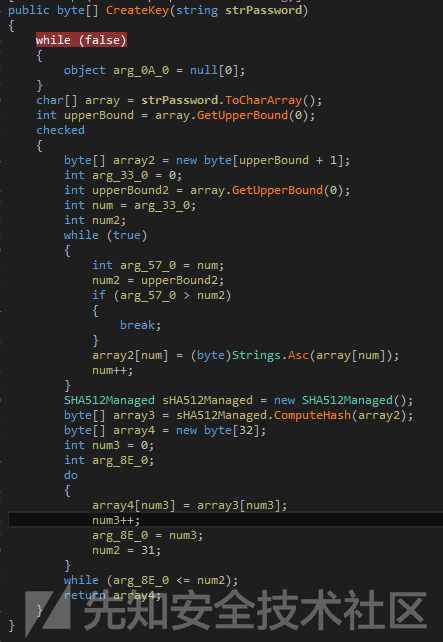 public byte[] CreateKey(string strPassword)
{
while (false)
{
object arg_0A_0 = null[0];
}
char[] array = strPassword.ToCharArray();
int upperBound = array.GetUpperBound(0);
checked
{
byte[] array2 = new byte[upperBound + 1];
int arg_33_0 = 0;
int upperBound2 = array.GetUpperBound(0);
int num = arg_33_0;
int num2;
while (true)
{
int arg_57_0 = num;
num2 = upperBound2;
if (arg_57_0 > num2)
{
break;
}
array2[num] = (byte)Strings.Asc(array[num]);
num++;
}
SHA512Managed sHA512Managed = new SHA512Managed();
byte[] array3 = sHA512Managed.ComputeHash(array2);
byte[] array4 = new byte[32];
int num3 = 0;
int arg_8E_0;
do
{
array4[num3] = array3[num3];
num3++;
arg_8E_0 = num3;
num2 = 31;
}
while (arg_8E_0 <= num2);
return array4;
}
}
先知安全技术社区